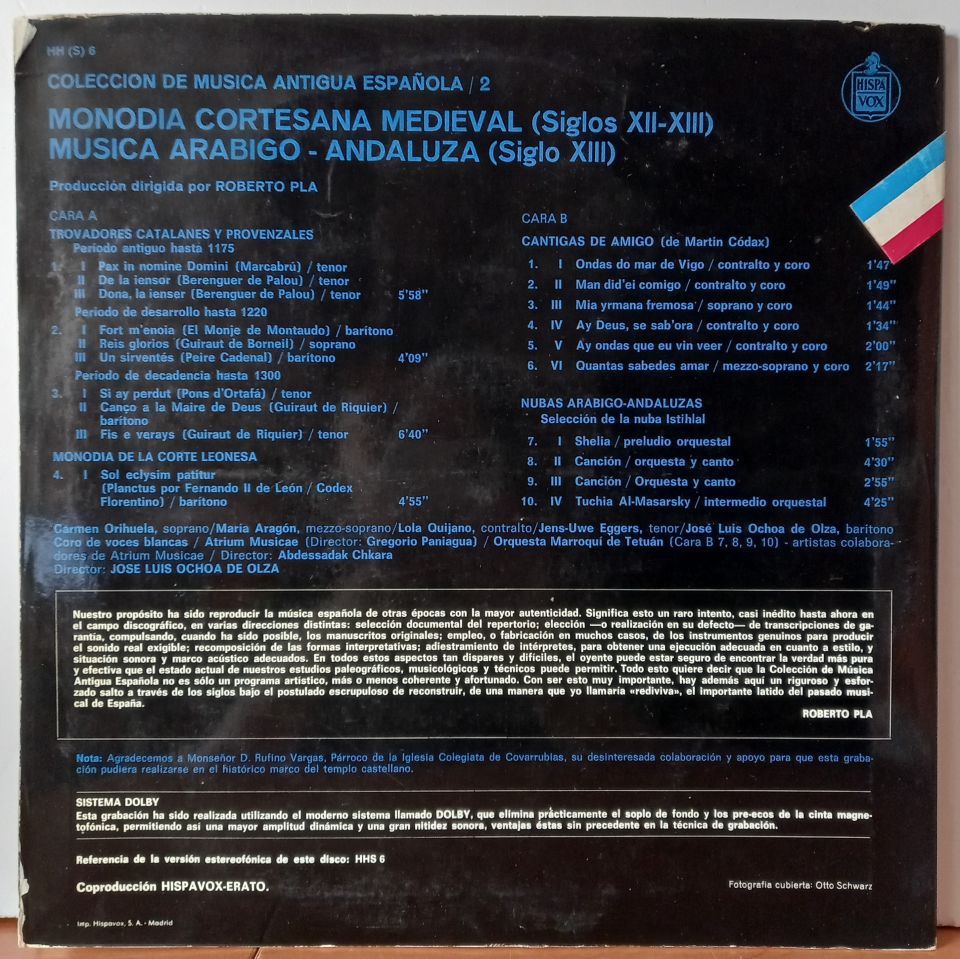 HH (S) 6
COLECCION DE MUSICA ANTIGUA ESPAÑOLA / 2
HISPA
VOX
MONODIA CORTESANA MEDIEVAL (Siglos XII-XIII)
MUSICA ARABIGO - ANDALUZA (Siglo XIII)
Producción dirigida por ROBERTO PLA
CARA A
TROVADORES CATALANES Y PROVENZALES
Período antiguo hasta 1175
1. I Pax in nomine Domini (Marcabrú) / tenor
II De la iensor (Berenguer de Palou) / tenor
III Dona, la ienser (Berenguer de Palou) / tenor 5'58"
Período de desarrollo hasta 1220
2. I Fort m'enoia (El Monje de Montaudo) / barítono
II Reis glorios (Guiraut de Borneil) / soprano
III Un sirventés (Peire Cadenal) / barítono 4'09"
Período de decadencia hasta 1300
3. I Si ay perdut (Pons d'Ortafá) / tenor
II Canço a la Maire de Deus (Guiraut de Riquier) /
barítono
III Fis e verays (Guiraut de Riquier) / tenor 6'40"
MONODIA DE LA CORTE LEONESA
4. I Sol eclysim patitur
(Planctus por Fernando II de León / Codex
Florentino) / barítono 4'55"
CARA B
CANTIGAS DE AMIGO (de Martín Códax)
1. I Ondas do mar de Vigo / contralto y coro 1'47"
2. II Man did'ei comigo / contralto y coro 1'49"
3. III Mia yrmana fremosa / soprano y coro 1'44"
4. IV Ay Deus, se sab'ora / contralto y coro 1'34"
5. V Ay ondas que eu vin veer / contralto y coro 2'00"
6. VI Quantas sabedes amar / mezzo-soprano y coro 2'17"
NUBAS ARABIGO-ANDALUZAS
Selección de la nuba Istihlal
7. I Shelia / preludio orquestal 1'55"
8. II Canción / orquesta y canto 4'30"
9. III Canción / Orquesta y canto 2'55"
10. IV Tuchia Al-Masarsky / intermedio orquestal 4'25"
Carmen Orihuela, soprano/María Aragón, mezzo-soprano/Lola Quijano, contralto/Jens-Uwe Eggers, tenor/José Luis Ochoa de Olza, barítono
Coro de voces blancas / Atrium Musicae (Director: Gregorio Paniagua) / Orquesta Marroquí de Tetuán (Cara B 7, 8, 9, 10) - artistas colabora-
dores de Atrium Musicae / Director: Abdessadak Chkara
Director: JOSE LUIS OCHOA DE OLZA
Nuestro propósito ha sido reproducir la música española de otras épocas con la mayor autenticidad. Significa esto un raro intento, casi inédito hasta ahora en
el campo discográfico, en varias direcciones distintas: selección documental del repertorio; elección —o realización en su defecto— de transcripciones de ga-
rantía, compulsando, cuando ha sido posible, los manuscritos originales; empleo, o fabricación en muchos casos, de los instrumentos genuinos para producir
el sonido real exigible; recomposición de las formas interpretativas; adiestramiento de intérpretes, para obtener una ejecución adecuada en cuanto a estilo, y
situación sonora y marco acústico adecuados. En todos estos aspectos tan dispares y difíciles, el oyente puede estar seguro de encontrar la verdad más pura
y efectiva que el estado actual de nuestros estudios paleográficos, musicológicos y técnicos puede permitir. Todo esto quiere decir que la Colección de Música
Antigua Española no es sólo un programa artístico, más o menos coherente y afortunado. Con ser esto muy importante, hay además aquí un riguroso y esfor-
zado salto a través de los siglos bajo el postulado escrupuloso de reconstruir, de una manera que yo llamaría «rediviva», el importante latido del pasado musi-
cal de España.
ROBERTO PLA
Nota: Agradecemos a Monseñor D. Rufino Vargas, Párroco de la Iglesia Colegiata de Covarrubias, su desinteresada colaboración y apoyo para que esta graba-
ción pudiera realizarse en el histórico marco del templo castellano.
SISTEMA DOLBY
Esta grabación ha sido realizada utilizando el moderno sistema llamado DOLBY, que elimina prácticamente el soplo de fondo y los pre-ecos de la cinta magne-
tofónica, permitiendo así una mayor amplitud dinámica y una gran nitidez sonora, ventajas éstas sin precedente en la técnica de grabación.
Referencia de la versión estereofónica de este disco: HHS 6
Coproducción HISPAVOX-ERATO.
Fotografía cubierta: Otto Schwarz
Imp. Hispavox, S. A. - Madrid